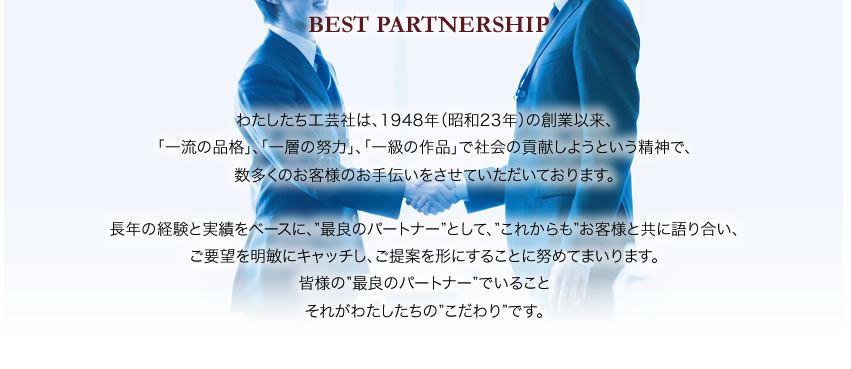 BEST PARTNERSHIP
わたしたち工芸社は、1948年（昭和23年）の創業以来、
「一流の品格」、「一層の努力」、「一級の作品」で社会の貢献しようという精神で、
数多くのお客様のお手伝いをさせていただいております。
長年の経験と実績をベースに、”最良のパートナー”として、”これからも”お客様と共に語り合い、
ご要望を明敏にキャッチし、ご提案を形にすることに努めてまいります。
皆様の”最良のパートナー”でいること
それがわたしたちの”こだわり”です。